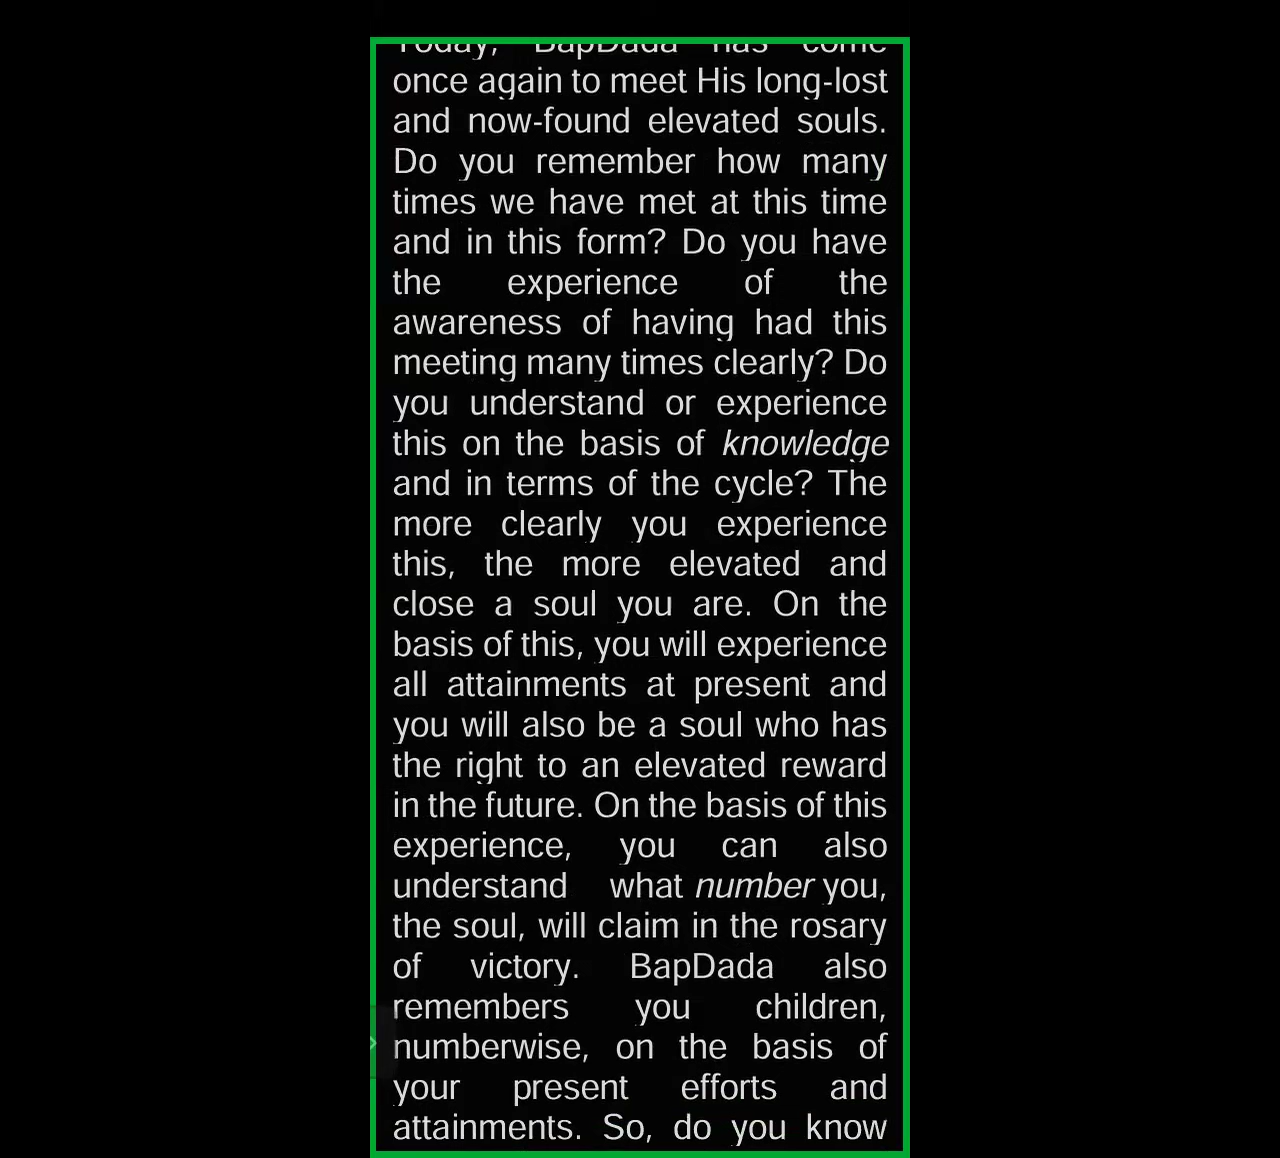 Today, BapDada has come
once again to meet His long-lost
and now-found elevated souls.
Do you remember how many
times we have met at this time
and in this form? Do you have
the experience of the
awareness of having had this
meeting many times clearly? Do
you understand or experience
this on the basis of knowledge
and in terms of the cycle? The
more clearly you experience
this, the more elevated and
close a soul you are. On the
basis of this, you will experience
all attainments at present and
you will also be a soul who has
the right to an elevated reward
in the future. On the basis of this
experience, you can also
understand what number you,
the soul, will claim in the rosary
of victory. BapDada also
remembers you children,
numberwise, on the basis of
your present efforts and
attainments. So, do you know